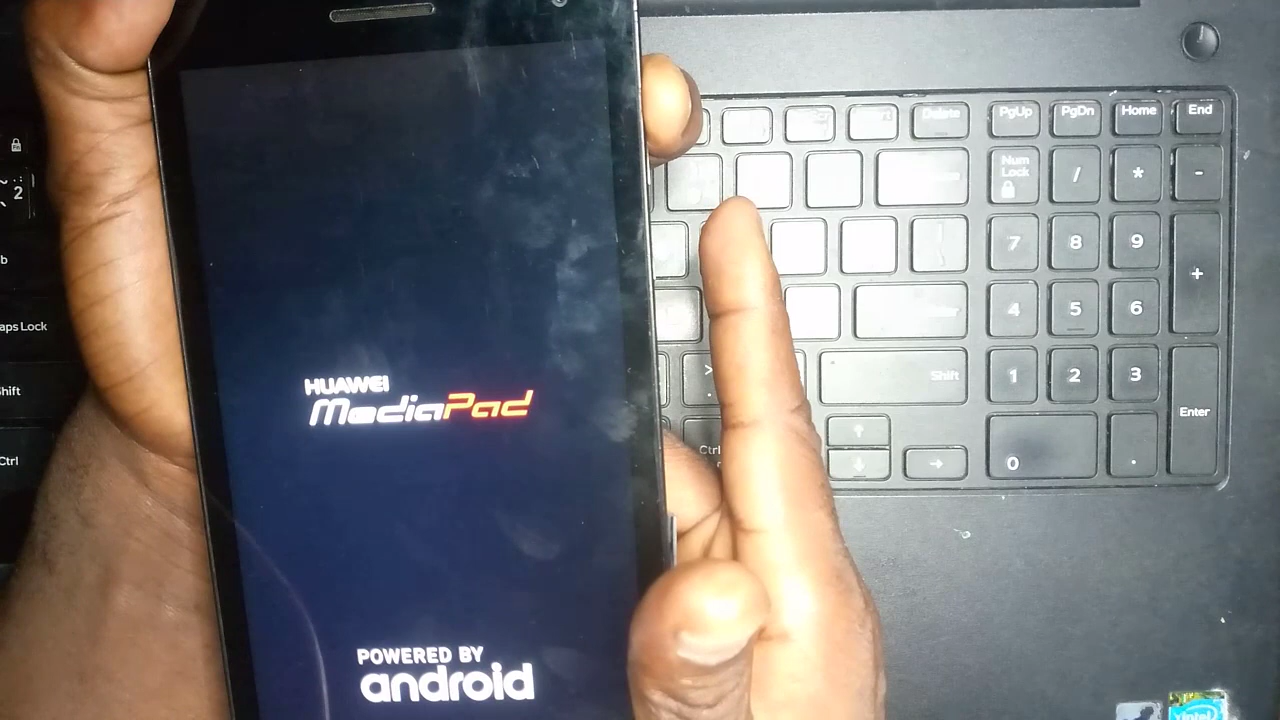 HUAWEI
MediaPad
POWERED BY
android
Delete
PgUp
PgDn
Home
End
Num
Lock
/
*
-
7
8
9
+
4
5
6
Shift
1
2
3
Enter
Ctrl
↑
↓
→
0
.
2
b
aps Lock
hift
Ctrl